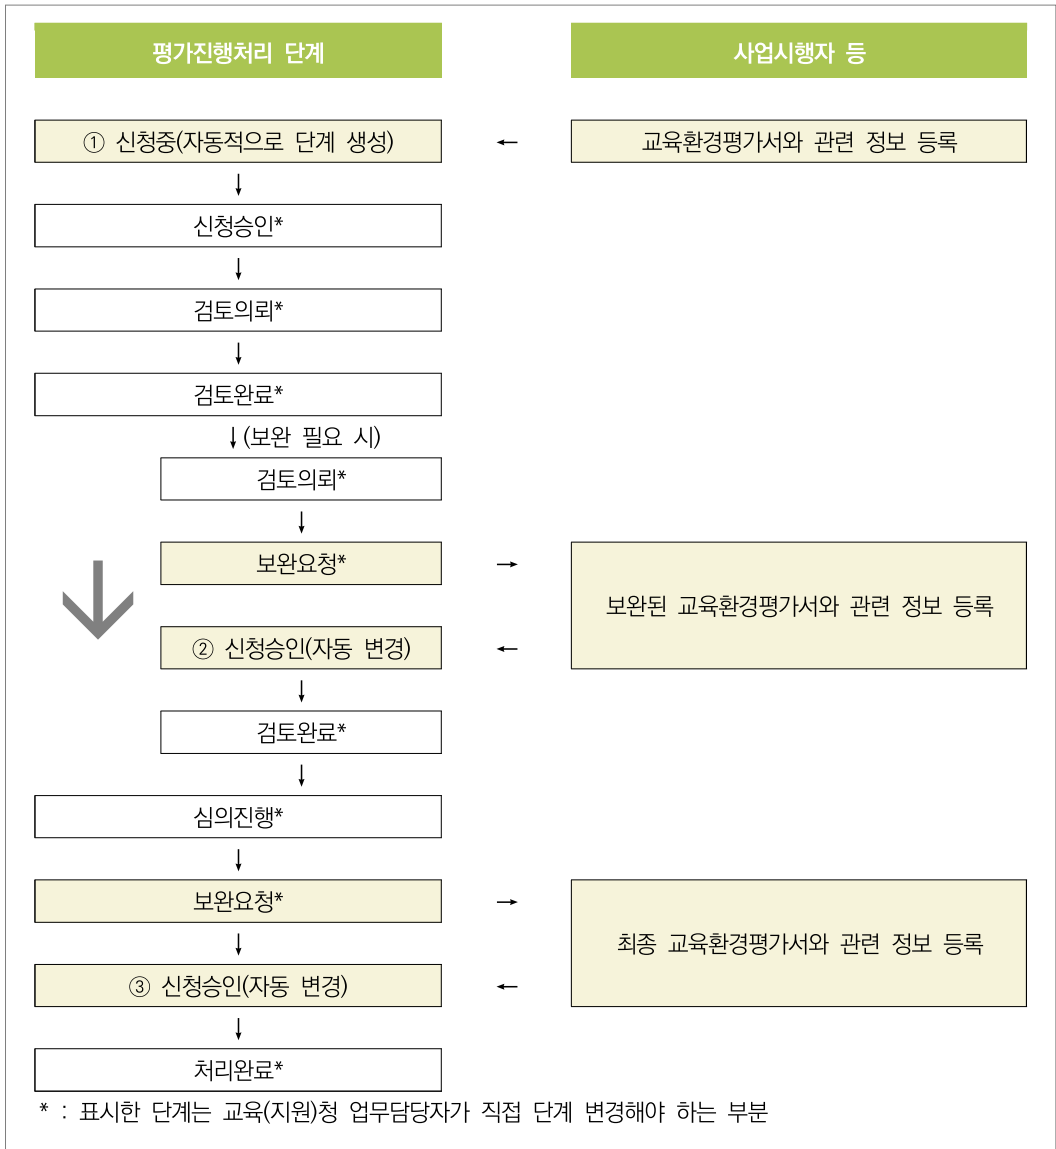 평가진행처리 단계
사업시행자 등
① 신청중(자동적으로 단계 생성)
교육환경평가서와 관련 정보 등록
신청승인*
검토의뢰*
검토완료*
(보완 필요 시)
검토의뢰*
보완요청*
보완된 교육환경평가서와 관련 정보 등록
② 신청승인(자동 변경)
검토완료*
심의진행*
보완요청*
최종 교육환경평가서와 관련 정보 등록
③ 신청승인(자동 변경)
처리완료*
* : 표시한 단계는 교육(지원)청 업무담당자가 직접 단계 변경해야 하는 부분